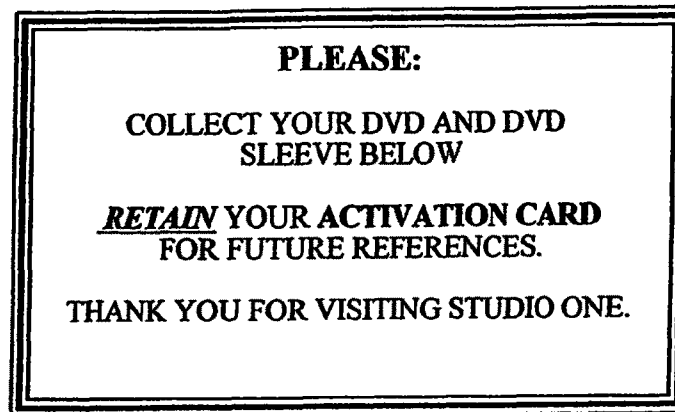 PLEASE:
COLLECT YOUR DVD AND DVD
SLEEVE BELOW
RETAIN YOUR ACTIVATION CARD
FOR FUTURE REFERENCES.
THANK YOU FOR VISITING STUDIO ONE.